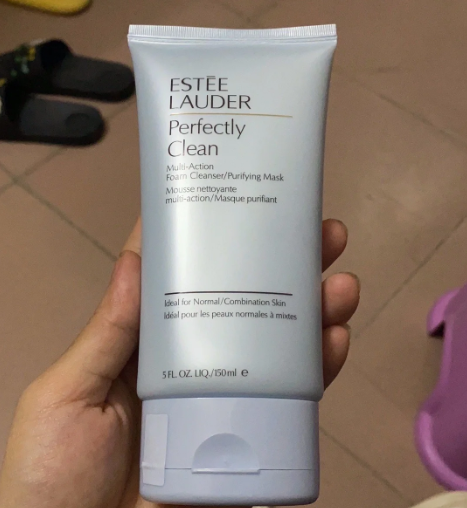 ESTĒE
LAUDER
Perfectly
Clean
Multi-Action
Foam Cleanser/Purifying Mask
Mousse nettoyante
multi-action/Masque purifiant
Ideal for Normal/Combination Skin
Idéal pour les peaux normales à mixtes
5 FL. OZ. LIQ./150 ml ℮